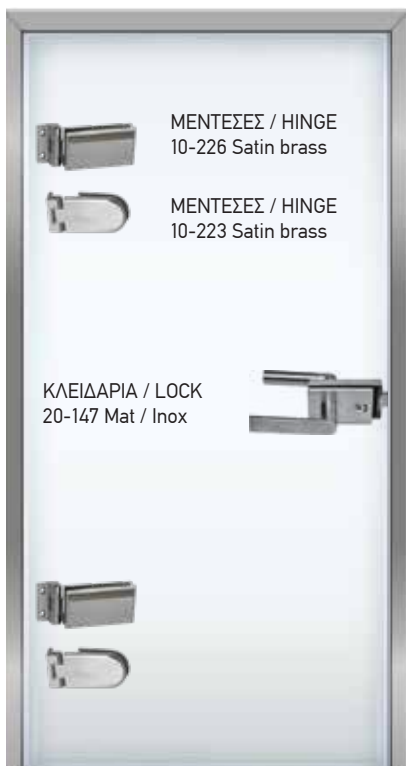 ΜΕΝΤΕΣΕΣ / HINGE
10-226 Satin brass
ΜΕΝΤΕΣΕΣ / HINGE
10-223 Satin brass
ΚΛΕΙΔΑΡΙΑ / LOCK
20-147 Mat / Inox